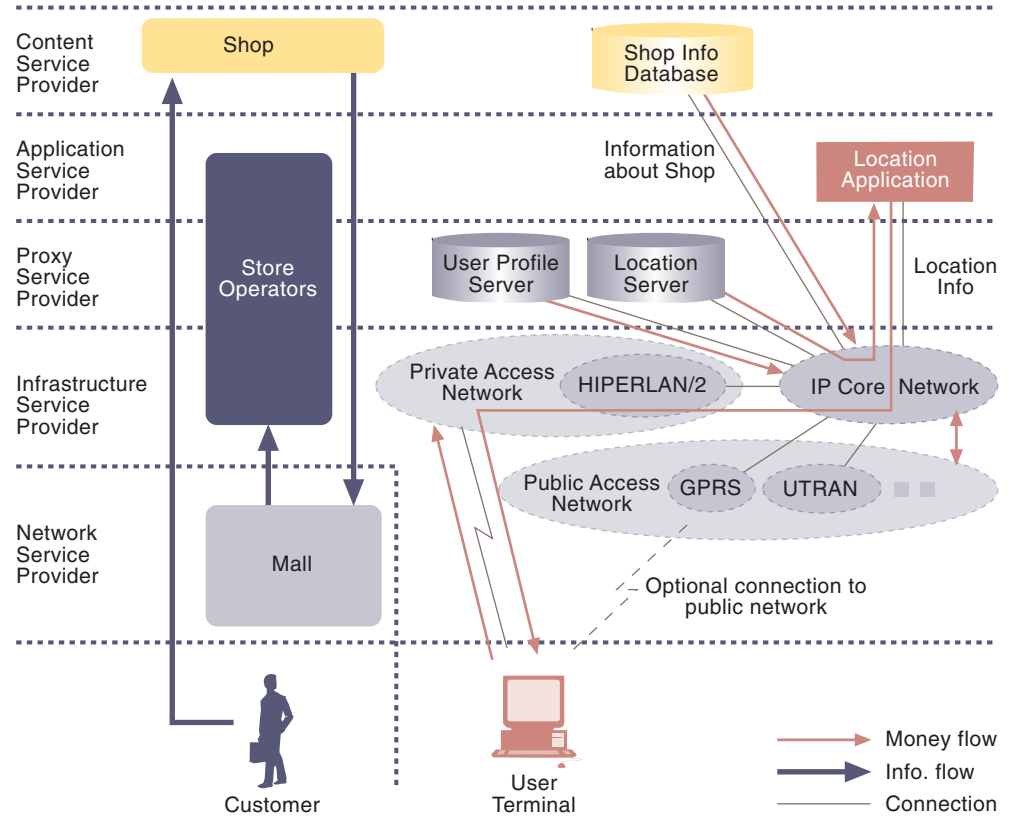 Content
Service
Provider
Shop
Shop Info
Database
Application
Service
Provider
Information
about Shop
Location
Application
Proxy
Service
Provider
Store
Operators
User Profile
Server
Location
Server
Location
Info
Infrastructure
Service
Provider
Private Access
Network
HIPERLAN/2
IP Core Network
Public Access
Network
GPRS
UTRAN
Network
Service
Provider
Mall
Optional connection to
public network
Customer
User
Terminal
Money flow
Info. flow
Connection